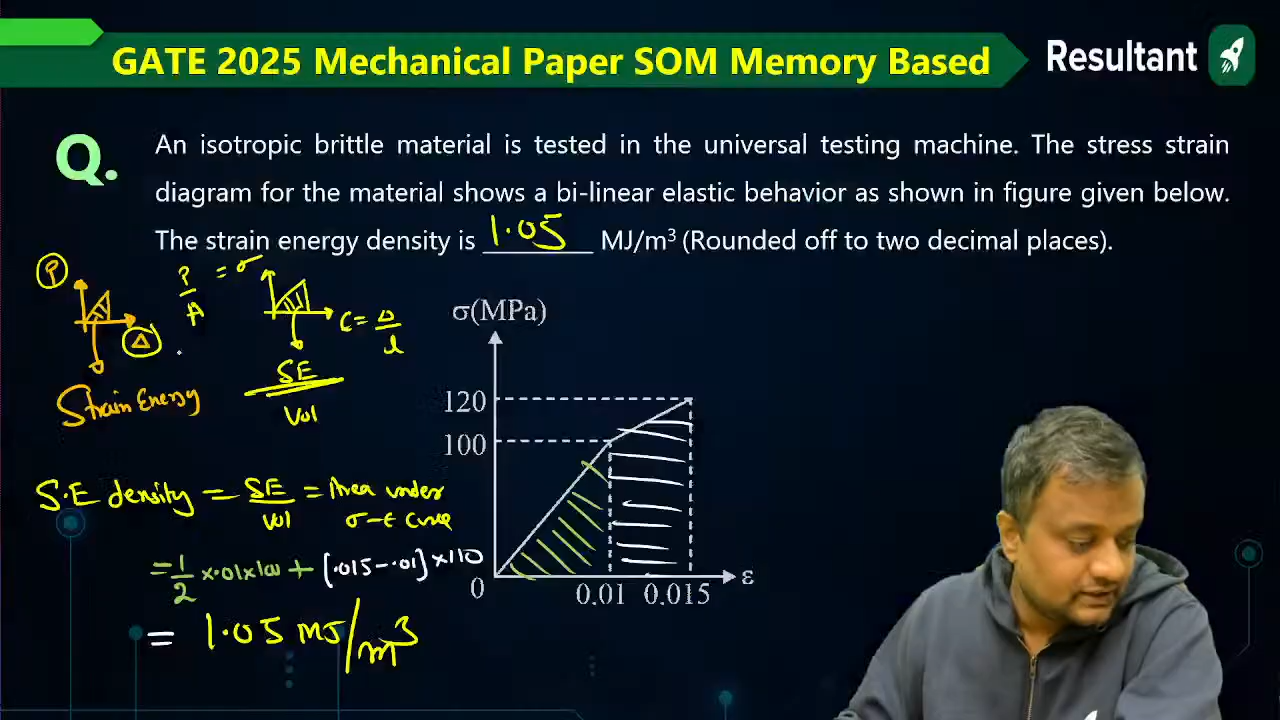 GATE 2025 Mechanical Paper SOM Memory Based
Resultant
Q.
An isotropic brittle material is tested in the universal testing machine. The stress strain
diagram for the material shows a bi-linear elastic behavior as shown in figure given below.
The strain energy density is 1.05 MJ/m³ (Rounded off to two decimal places).
P
Δ
Strain Energy
P/A = σ
ε = Δ/l
SE/Vol
σ(MPa)
120
100
0
0.01 0.015
ε
S.E density = SE/Vol = Area under
σ-ε curve
= 1/2 x .01 x 100 + (.015 - .01) x 110
= 1.05 MJ/m³